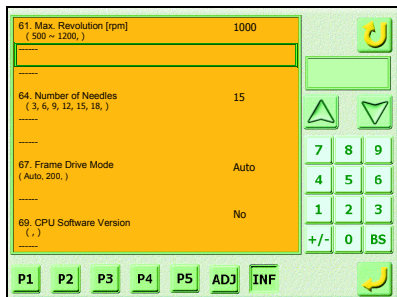 61. Max. Revolution [rpm] 1000
( 500 ~ 1200, )
------
------
64. Number of Needles 15
( 3, 6, 9, 12, 15, 18, )
------
------
67. Frame Drive Mode Auto
( Auto, 200, )
------
No
69. CPU Software Version
( , )
------
7 8 9
4 5 6
1 2 3
+/- 0 BS
P1 P2 P3 P4 P5 ADJ INF